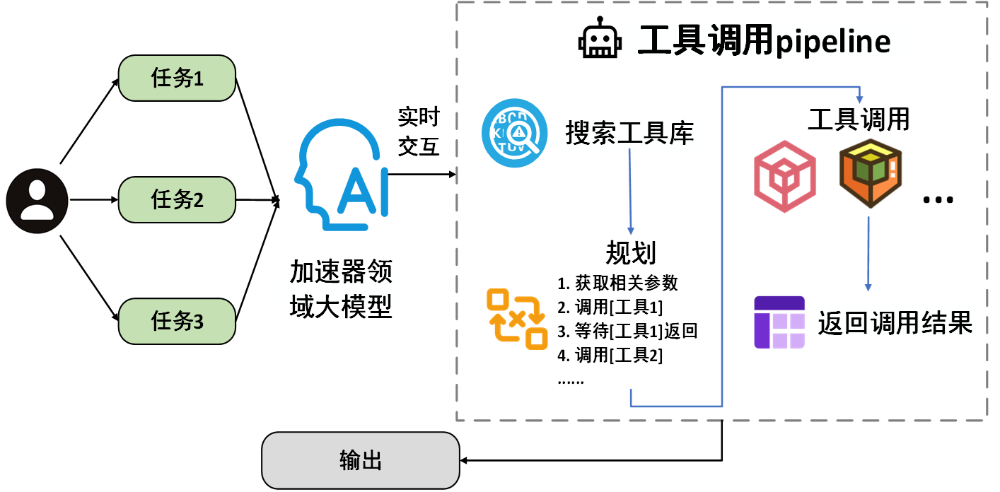 任务1
任务2
任务3
AI
加速器领
域大模型
实时
交互
工具调用pipeline
ABCD
K
TUV
搜索工具库
规划
1. 获取相关参数
2. 调用[工具1]
3. 等待[工具1]返回
4. 调用[工具2]
……
工具调用
...
返回调用结果
输出